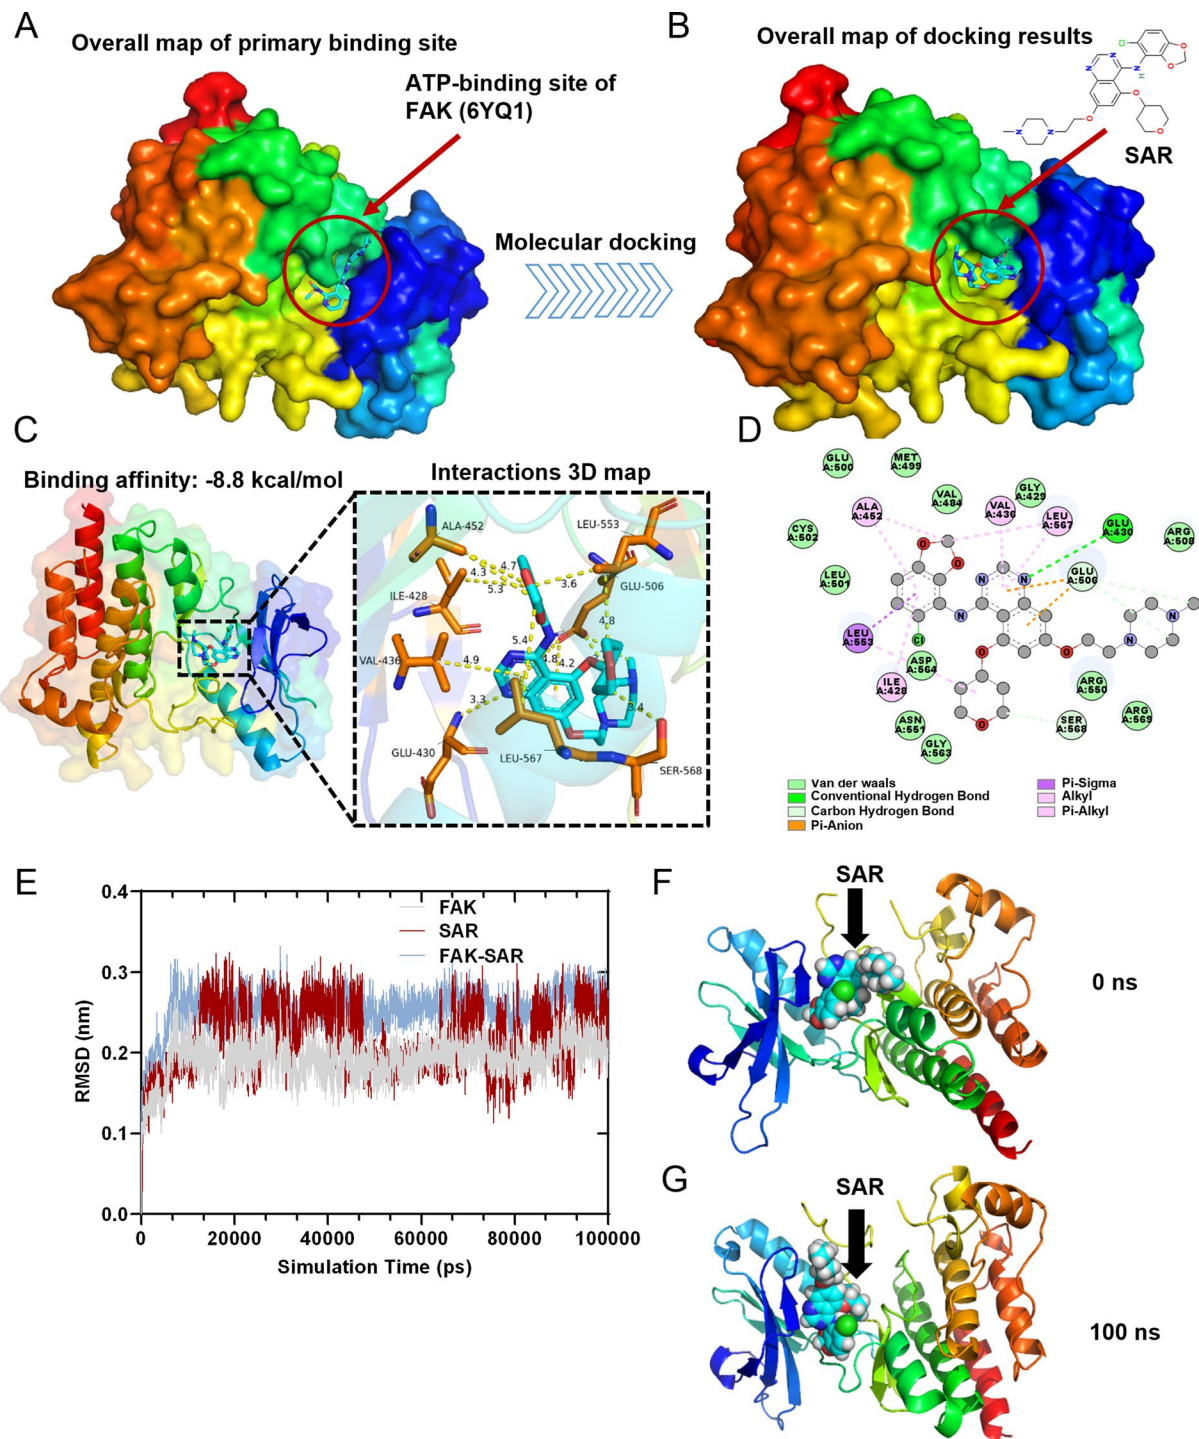 A
Overall map of primary binding site
ATP-binding site of
FAK (6YQ1)
Molecular docking
B
Overall map of docking results
Cl
N
N
N
H
O
O
O
O
O
N
N
SAR
C
Binding affinity: -8.8 kcal/mol
Interactions 3D map
ALA-452
LEU-553
ILE-428
GLU-506
VAL-436
GLU-430
LEU-567
SER-568
4.7
4.3
5.3
3.6
4.8
5.4
4.9
4.8
4.2
3.3
3.4
D
GLU
A:500
MET
A:499
VAL
A:484
GLY
A:429
ALA
A:452
VAL
A:436
LEU
A:567
GLU
A:430
ARG
A:508
CYS
A:502
LEU
A:501
GLU
A:506
LEU
A:553
ASP
A:564
ILE
A:428
ASN
A:551
GLY
A:563
SER
A:568
ARG
A:550
ARG
A:569
O
O
N
N
N
Cl
O
O
O
N
N
Van der waals
Conventional Hydrogen Bond
Carbon Hydrogen Bond
Pi-Anion
Pi-Sigma
Alkyl
Pi-Alkyl
E
RMSD (nm)
0.4
0.3
0.2
0.1
0.0
FAK
SAR
FAK-SAR
0 20000 40000 60000 80000 100000
Simulation Time (ps)
F
SAR
0 ns
G
SAR
100 ns